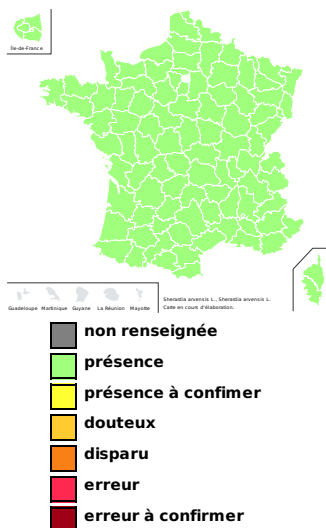 Île-de-France
Guadeloupe Martinique Guyane La Réunion Mayotte
Sherardia arvensis L., Sherardia arvensis L.
Carte en cours d'élaboration.
non renseignée
présence
présence à confimer
douteux
disparu
erreur
erreur à confirmer